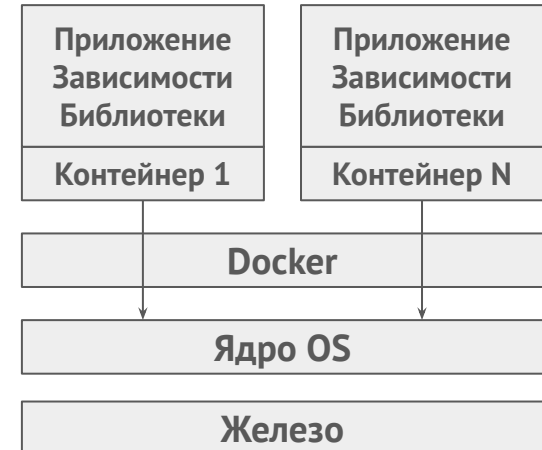 Приложение
Зависимости
Библиотеки
Контейнер 1
Приложение
Зависимости
Библиотеки
Контейнер N
Docker
Ядро OS
Железо